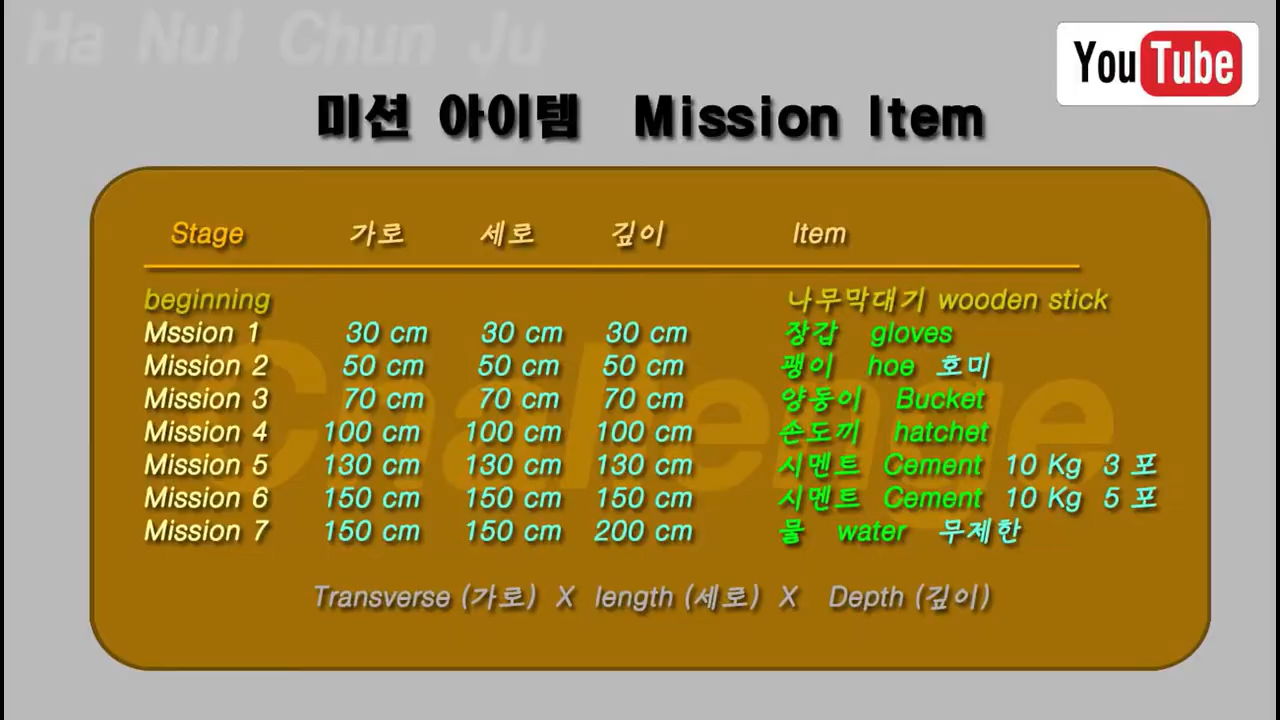 Ha Nul Chun Ju
YouTube
미션 아이템 Mission Item
Stage 가로 세로 깊이 Item
beginning 나무막대기 wooden stick
Mssion 1 30 cm 30 cm 30 cm 장갑 gloves
Mission 2 50 cm 50 cm 50 cm 괭이 hoe 호미
Mission 3 70 cm 70 cm 70 cm 양동이 Bucket
Mission 4 100 cm 100 cm 100 cm 손도끼 hatchet
Mission 5 130 cm 130 cm 130 cm 시멘트 Cement 10 Kg 3 포
Mission 6 150 cm 150 cm 150 cm 시멘트 Cement 10 Kg 5 포
Mission 7 150 cm 150 cm 200 cm 물 water 무제한
Challenge
Transverse (가로) X length (세로) X Depth (깊이)